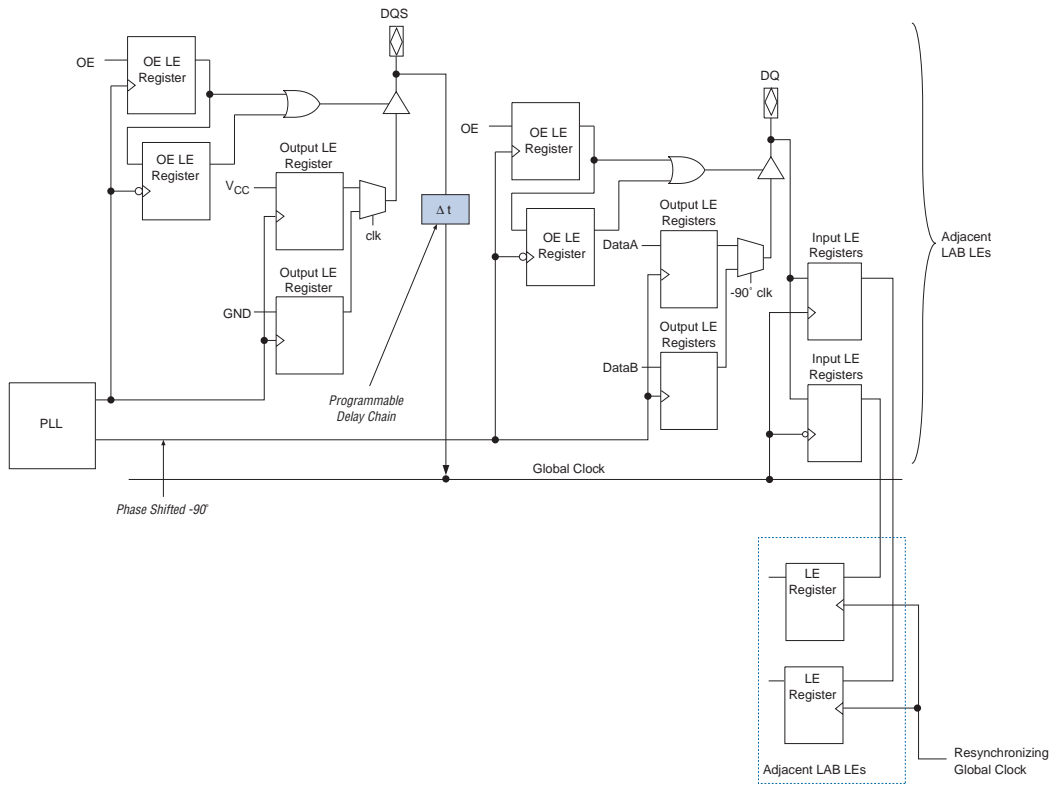 DQS
OE
OE LE
Register
OE LE
Register
Output LE
Register
VCC
clk
Δ t
Output LE
Register
GND
Programmable
Delay Chain
PLL
Phase Shifted -90˚
Global Clock
DQ
OE
OE LE
Register
OE LE
Register
Output LE
Registers
DataA
-90˚ clk
Output LE
Registers
DataB
Input LE
Registers
Input LE
Registers
Adjacent
LAB LEs
LE
Register
LE
Register
Adjacent LAB LEs
Resynchronizing
Global Clock